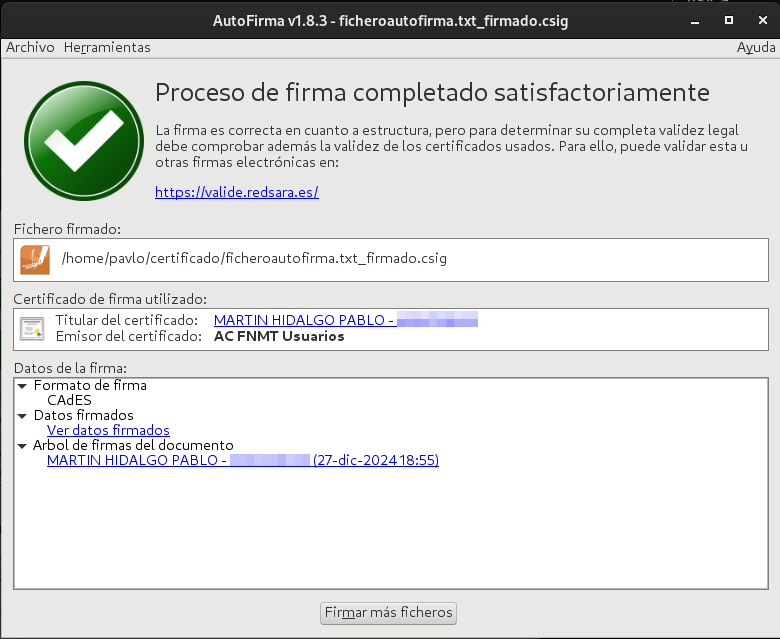 AutoFirma v1.8.3 - ficheroautofirma.txt_firmado.csig
Archivo Herramientas Ayuda
Proceso de firma completado satisfactoriamente
La firma es correcta en cuanto a estructura, pero para determinar su completa validez legal
debe comprobar además la validez de los certificados usados. Para ello, puede validar esta u
otras firmas electrónicas en:
https://valide.redsara.es/
Fichero firmado:
/home/pavlo/certificado/ficheroautofirma.txt_firmado.csig
Certificado de firma utilizado:
Titular del certificado: MARTIN HIDALGO PABLO -
Emisor del certificado: AC FNMT Usuarios
Datos de la firma:
Formato de firma
CAdES
Datos firmados
Ver datos firmados
Arbol de firmas del documento
MARTIN HIDALGO PABLO - (27-dic-2024 18:55)
Firmar más ficheros